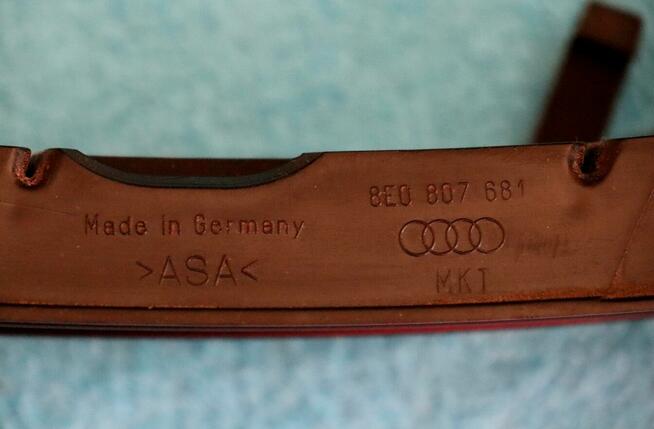 8E0 807 681
Made in Germany
>ASA<
MKT